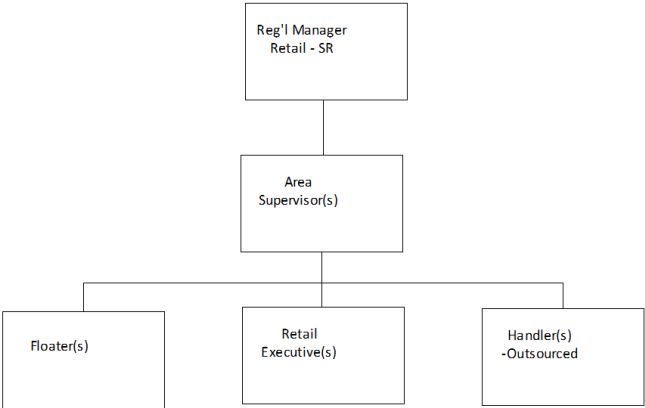 Reg'l Manager
Retail - SR
Area
Supervisor(s)
Floater(s)
Retail
Executive(s)
Handler(s)
-Outsourced